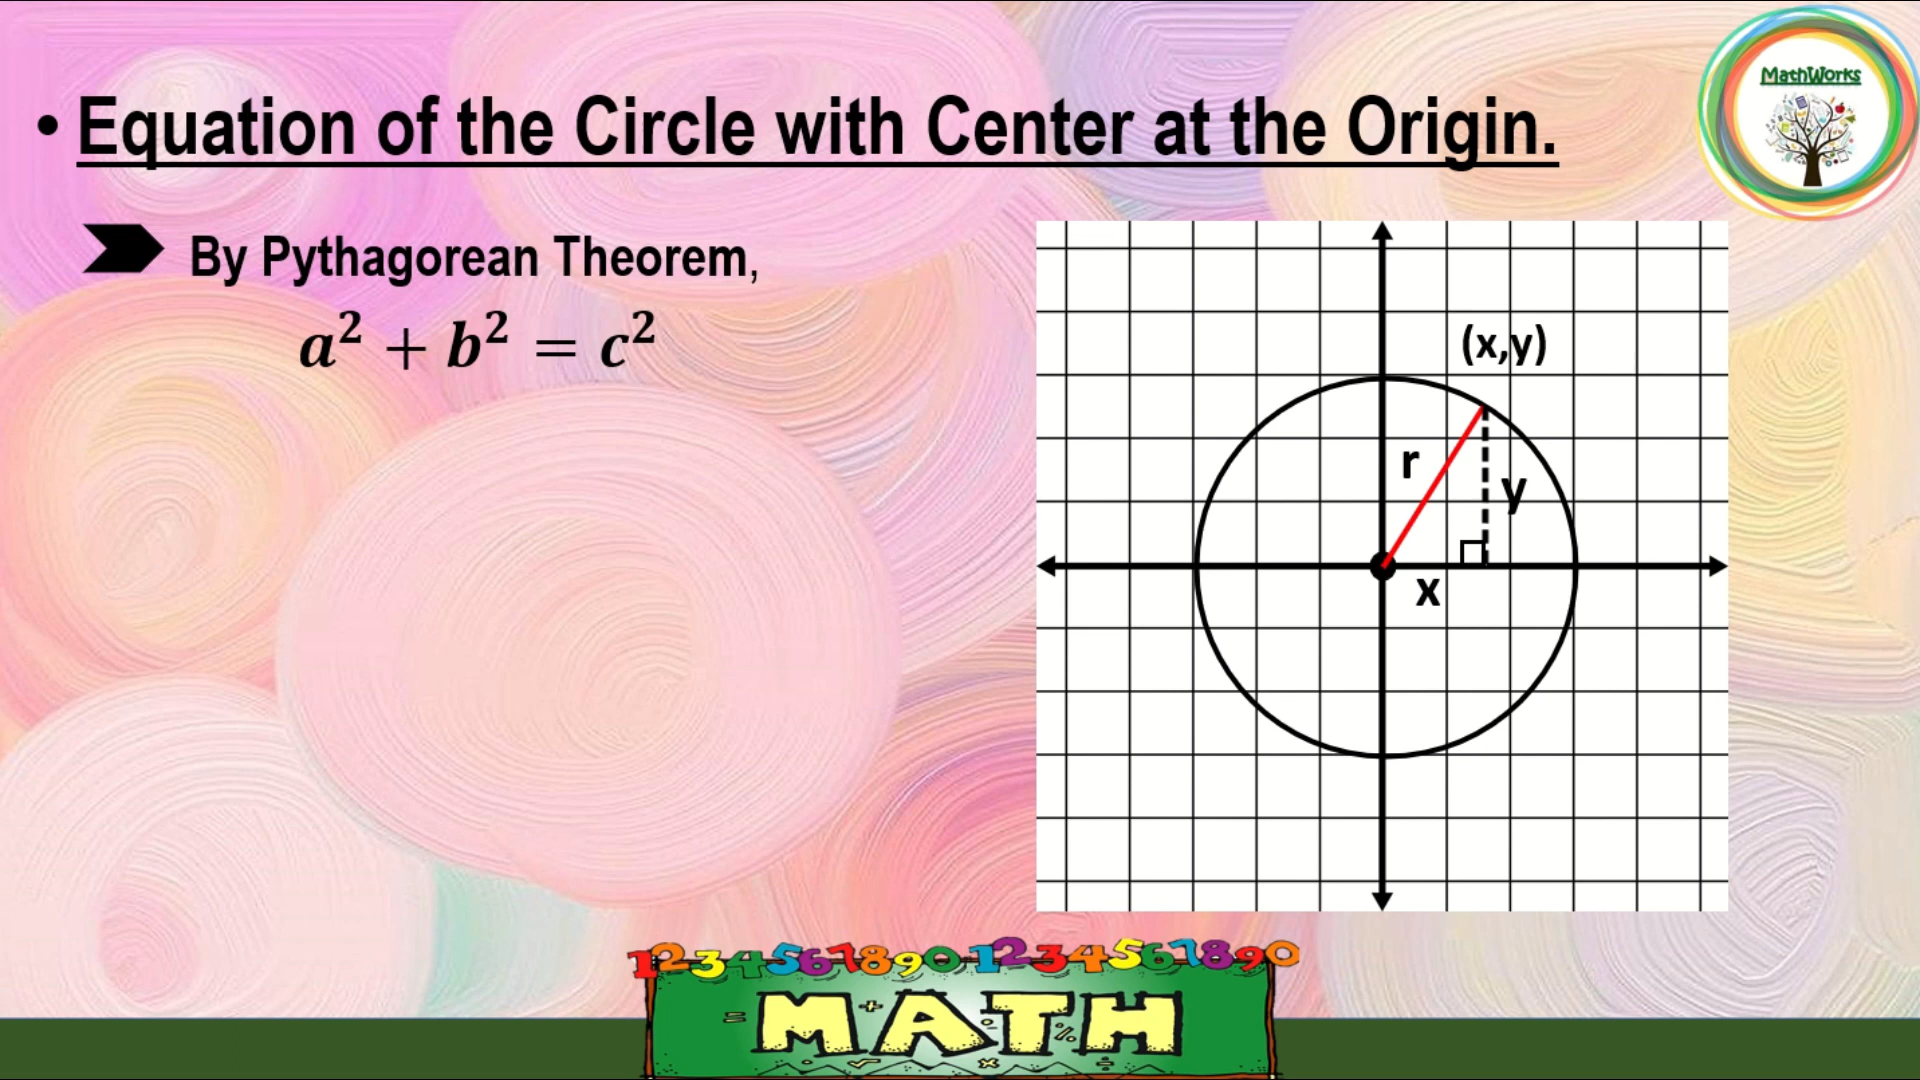 MathWorks
• Equation of the Circle with Center at the Origin.
By Pythagorean Theorem,
a² + b² = c²
(x,y)
r
y
x
12345678901234567890
MATH